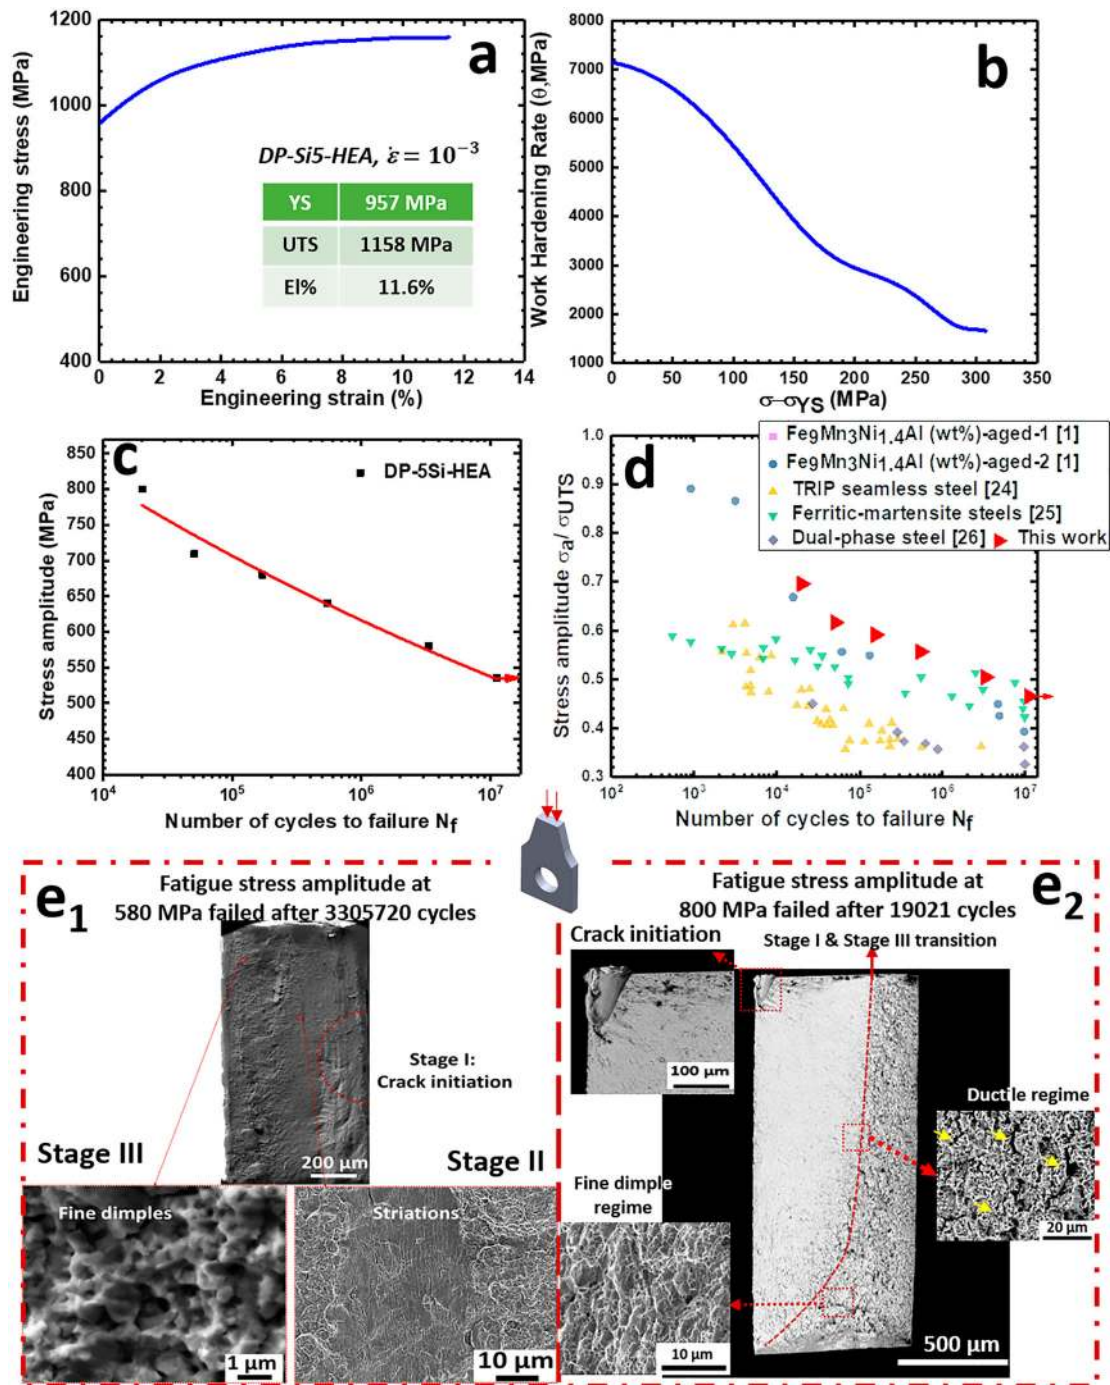 a
Engineering stress (MPa)
1400
1200
1000
800
600
400
DP-Si5-HEA, ε̇ = 10⁻³
YS 957 MPa
UTS 1158 MPa
El% 11.6%
0 2 4 6 8 10 12 14
Engineering strain (%)
b
Work Hardening Rate (θ,MPa)
8000
7000
6000
5000
4000
3000
2000
1000
0 50 100 150 200 250 300 350
σ–σYS (MPa)
c
DP-5Si-HEA
Stress amplitude (MPa)
850
800
750
700
650
600
550
500
450
400
10⁴ 10⁵ 10⁶ 10⁷
Number of cycles to failure Nf
d
Fe9Mn3Ni1.4Al (wt%)-aged-1 [1]
Fe9Mn3Ni1.4Al (wt%)-aged-2 [1]
TRIP seamless steel [24]
Ferritic-martensite steels [25]
Dual-phase steel [26] This work
Stress amplitude σa/ σUTS
1.0
0.9
0.7
0.6
0.5
0.4
0.3
10² 10³ 10⁴ 10⁵ 10⁶ 10⁷
Number of cycles to failure Nf
e1
Fatigue stress amplitude at
580 MPa failed after 3305720 cycles
Stage I:
Crack initiation
Stage III
200 μm
Stage II
Fine dimples
1 μm
Striations
10 μm
e2
Fatigue stress amplitude at
800 MPa failed after 19021 cycles
Crack initiation
Stage I & Stage III transition
100 μm
Ductile regime
20 μm
Fine dimple
regime
10 μm
500 μm